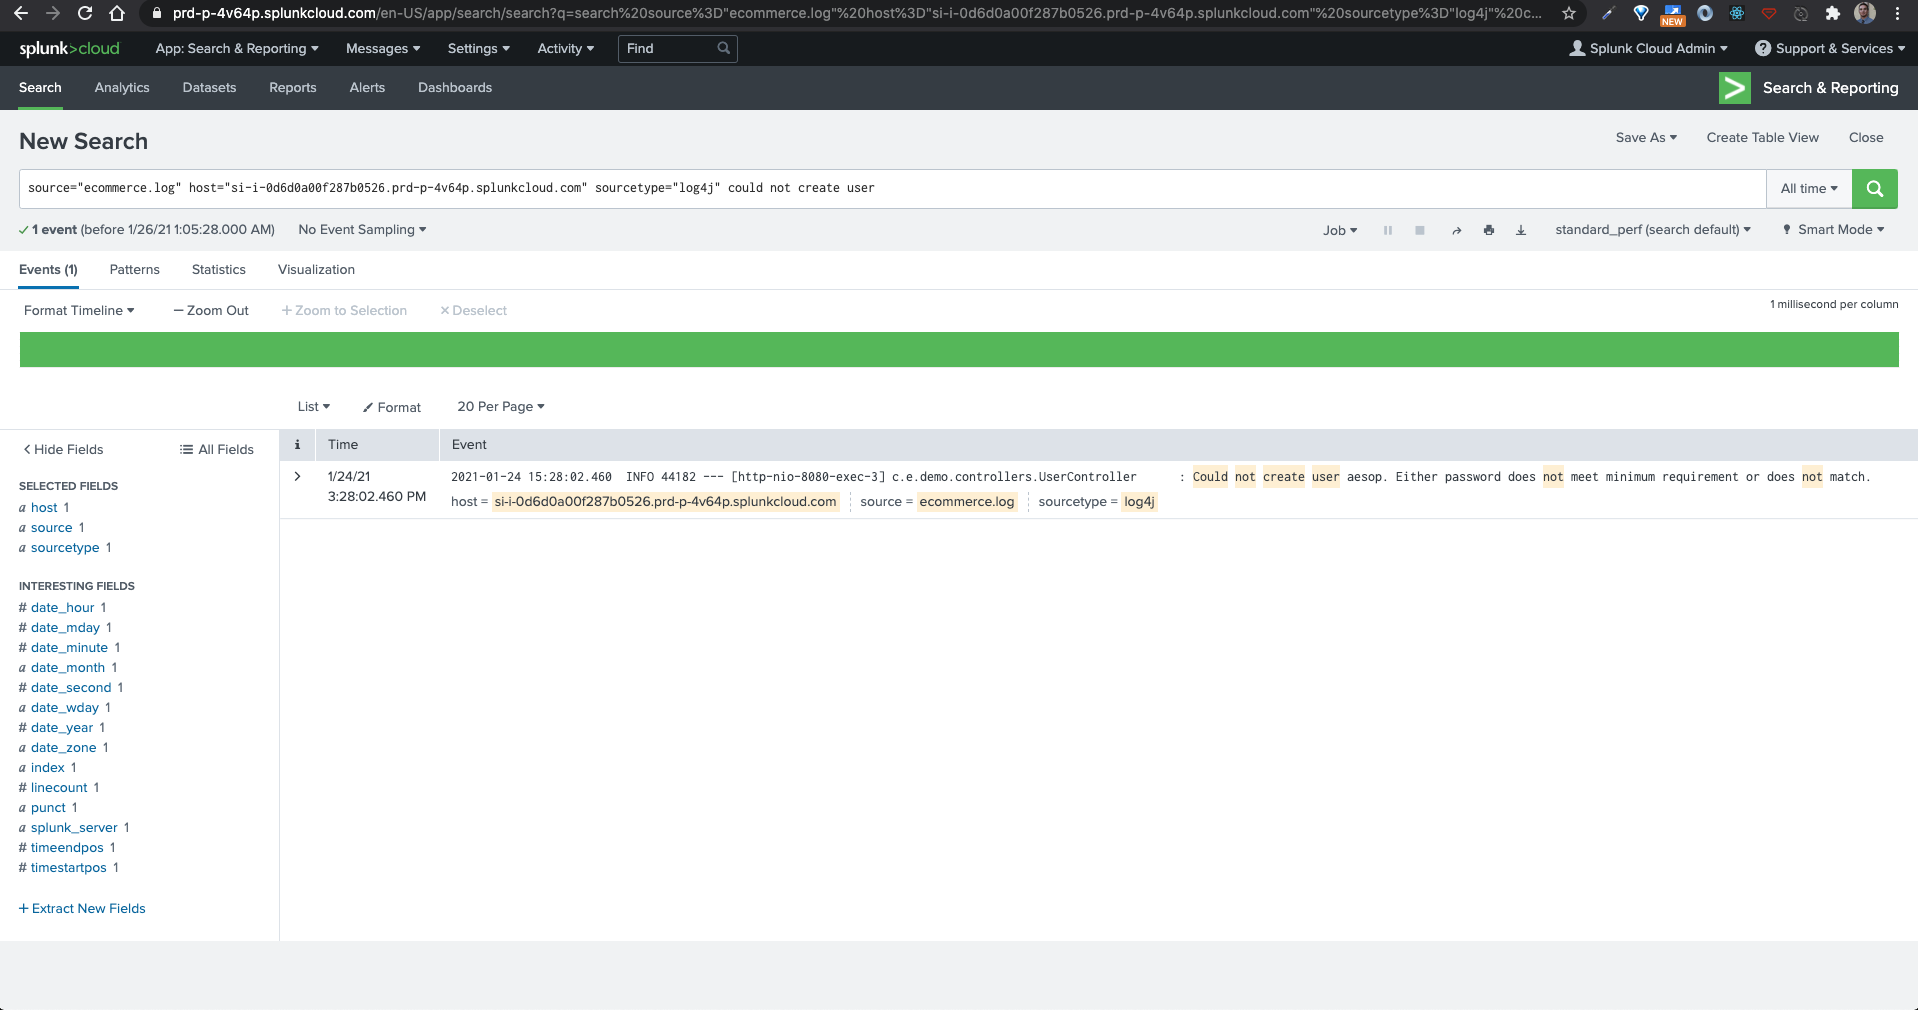 prd-p-4v64p.splunkcloud.com/en-US/app/search/search?q=search%20source%3D"ecommerce.log"%20host%3D"si-i-0d6d0a00f287b0526.prd-p-4v64p.splunkcloud.com"%20sourcetype%3D"log4j"%20c...
NEW
splunk>cloud App: Search & Reporting Messages Settings Activity Find Splunk Cloud Admin ? Support & Services
Search Analytics Datasets Reports Alerts Dashboards > Search & Reporting
New Search Save As Create Table View Close
source="ecommerce.log" host="si-i-0d6d0a00f287b0526.prd-p-4v64p.splunkcloud.com" sourcetype="log4j" could not create user All time
✓ 1 event (before 1/26/21 1:05:28.000 AM) No Event Sampling Job standard_perf (search default) Smart Mode
Events (1) Patterns Statistics Visualization
Format Timeline — Zoom Out + Zoom to Selection × Deselect 1 millisecond per column
List Format 20 Per Page
< Hide Fields All Fields i Time Event
SELECTED FIELDS
a host 1
a source 1
a sourcetype 1
INTERESTING FIELDS
# date_hour 1
# date_mday 1
# date_minute 1
a date_month 1
# date_second 1
a date_wday 1
# date_year 1
a date_zone 1
a index 1
# linecount 1
a punct 1
a splunk_server 1
# timeendpos 1
# timestartpos 1
+ Extract New Fields
> 1/24/21 2021-01-24 15:28:02.460 INFO 44182 --- [http-nio-8080-exec-3] c.e.demo.controllers.UserController : Could not create user aesop. Either password does not meet minimum requirement or does not match.
3:28:02.460 PM host = si-i-0d6d0a00f287b0526.prd-p-4v64p.splunkcloud.com source = ecommerce.log sourcetype = log4j